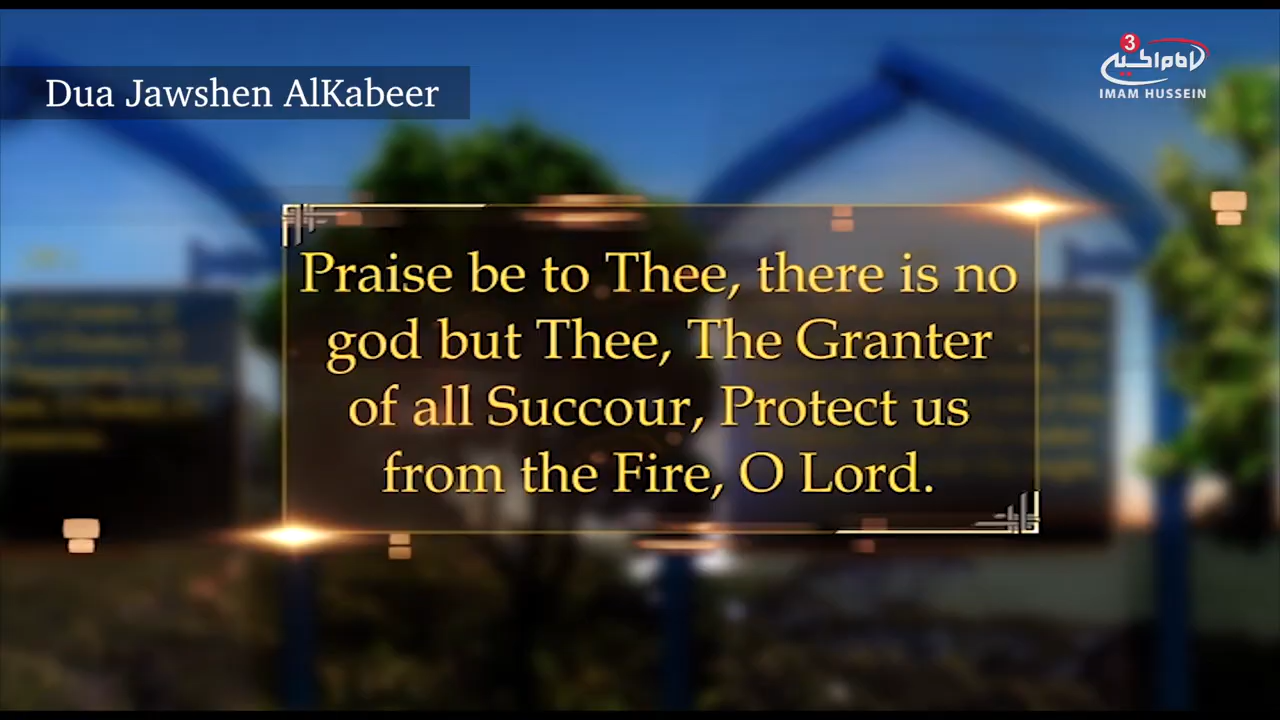 Dua Jawshen AlKabeer
3
IMAM HUSSEIN
Praise be to Thee, there is no
god but Thee, The Granter
of all Succour, Protect us
from the Fire, O Lord.